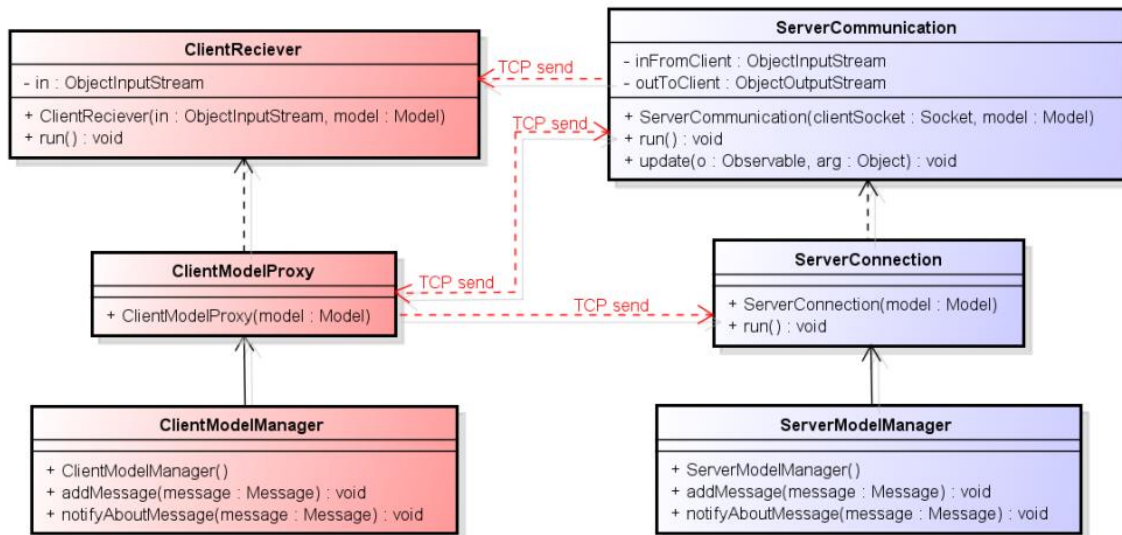 ClientReciever
- in : ObjectInputStream
+ ClientReciever(in : ObjectInputStream, model : Model)
+ run() : void
TCP send
ServerCommunication
- inFromClient : ObjectInputStream
- outToClient : ObjectOutputStream
+ ServerCommunication(clientSocket : Socket, model : Model)
+ run() : void
+ update(o : Observable, arg : Object) : void
TCP send
ClientModelProxy
+ ClientModelProxy(model : Model)
TCP send
TCP send
ServerConnection
+ ServerConnection(model : Model)
+ run() : void
ClientModelManager
+ ClientModelManager()
+ addMessage(message : Message) : void
+ notifyAboutMessage(message : Message) : void
ServerModelManager
+ ServerModelManager()
+ addMessage(message : Message) : void
+ notifyAboutMessage(message : Message) : void